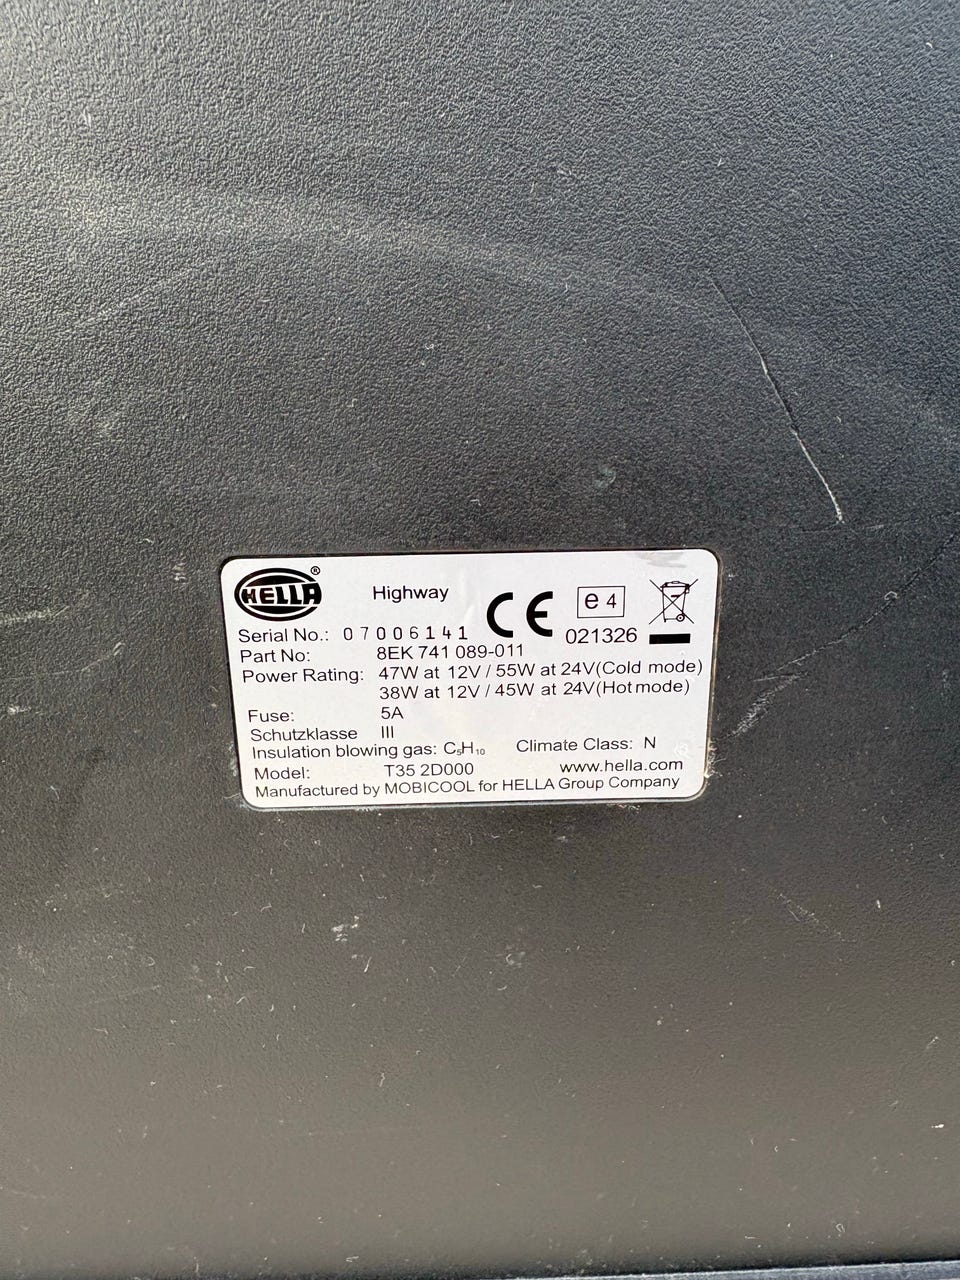 HELLA®
Highway
CE
e4
021326
Serial No.: 07006141
Part No: 8EK 741 089-011
Power Rating: 47W at 12V / 55W at 24V(Cold mode)
38W at 12V / 45W at 24V(Hot mode)
Fuse: 5A
Schutzklasse III
Insulation blowing gas: C₅H₁₀ Climate Class: N
Model: T35 2D000 www.hella.com
Manufactured by MOBICOOL for HELLA Group Company